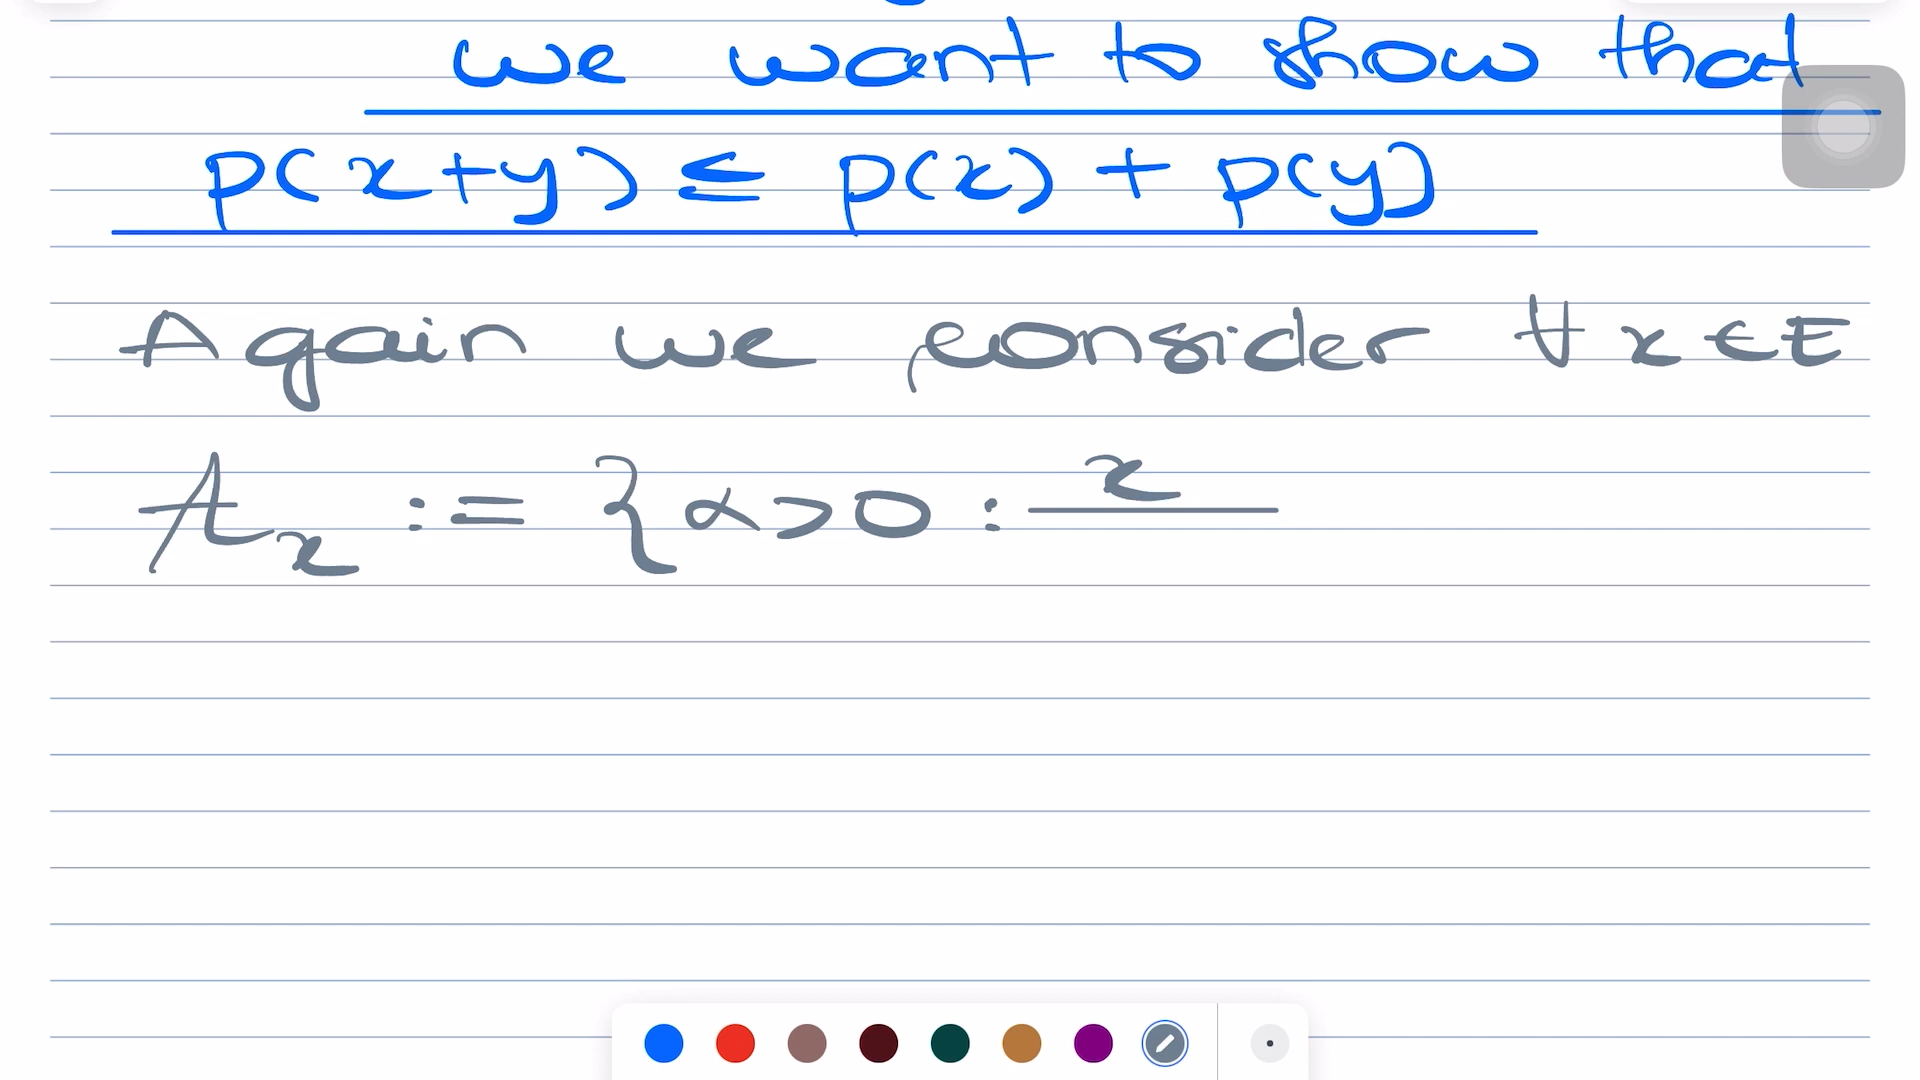 we want to show that
p(x+y) ≤ p(x) + p(y)
Again we consider ∀ x ∈ E
A_x := {α>0 : x/